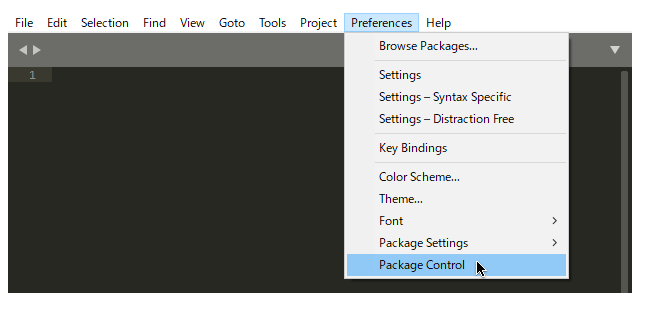 File Edit Selection Find View Goto Tools Project Preferences Help
Browse Packages...
1
Settings
Settings – Syntax Specific
Settings – Distraction Free
Key Bindings
Color Scheme...
Theme...
Font
Package Settings
Package Control